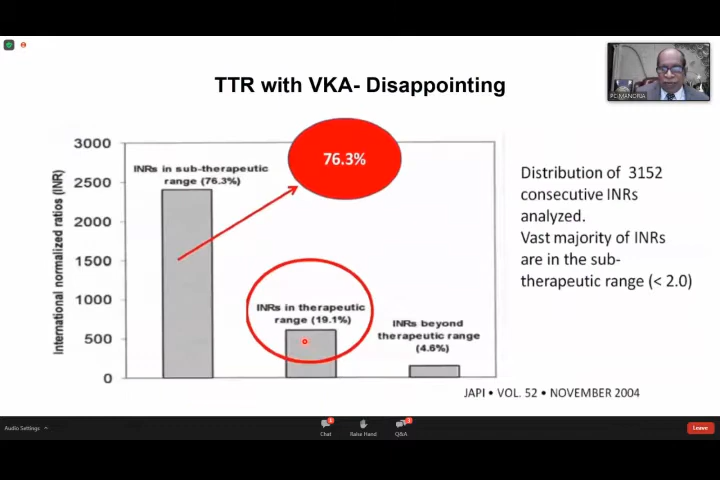 PC MANORIA
TTR with VKA- Disappointing
International normalized ratios (INR)
3000
2500
2000
1500
1000
500
0
INRs in sub-therapeutic
range (76.3%)
76.3%
INRs in therapeutic
range (19.1%)
INRs beyond
therapeutic range
(4.6%)
Distribution of 3152
consecutive INRs
analyzed.
Vast majority of INRs
are in the sub-
therapeutic range (< 2.0)
JAPI • VOL. 52 • NOVEMBER 2004
Audio Settings
Chat
Raise Hand
Q&A
Leave